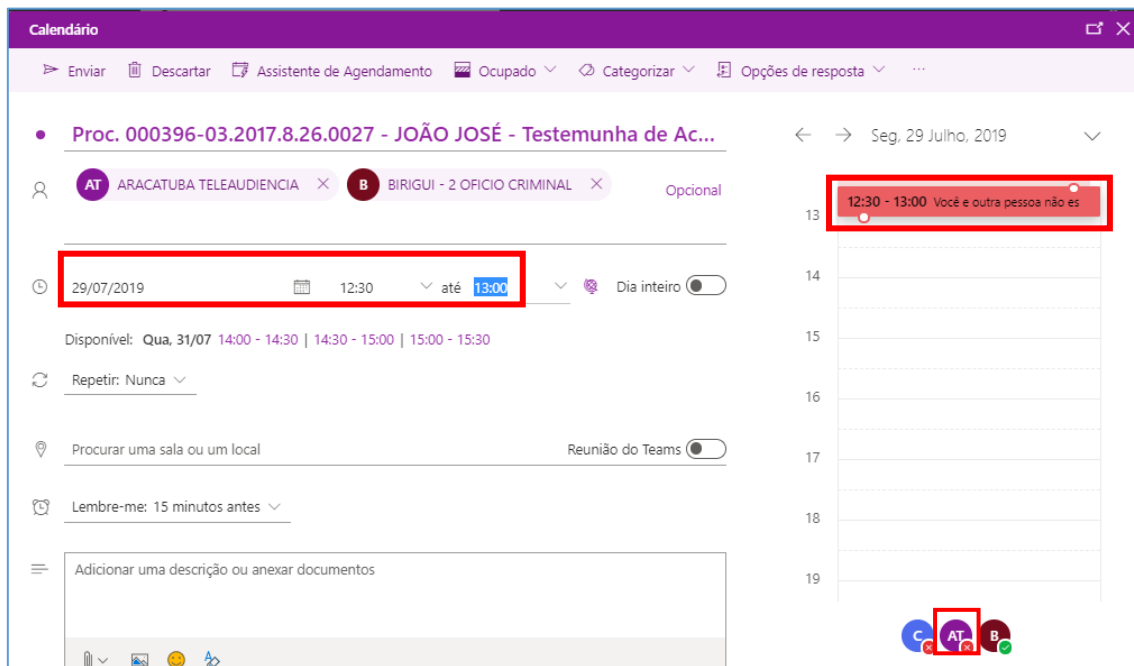 Calendário
Enviar Descartar Assistente de Agendamento Ocupado Categorizar Opções de resposta ...
Proc. 000396-03.2017.8.26.0027 - JOÃO JOSÉ - Testemunha de Ac...
AT ARACATUBA TELEAUDIENCIA B BIRIGUI - 2 OFICIO CRIMINAL Opcional
29/07/2019 12:30 até 13:00 Dia inteiro
Disponível: Qua, 31/07 14:00 - 14:30 | 14:30 - 15:00 | 15:00 - 15:30
Repetir: Nunca
Procurar uma sala ou um local Reunião do Teams
Lembre-me: 15 minutos antes
Adicionar uma descrição ou anexar documentos
Seg, 29 Julho, 2019
12:30 - 13:00 Você e outra pessoa não es
13
14
15
16
17
18
19
C AT B